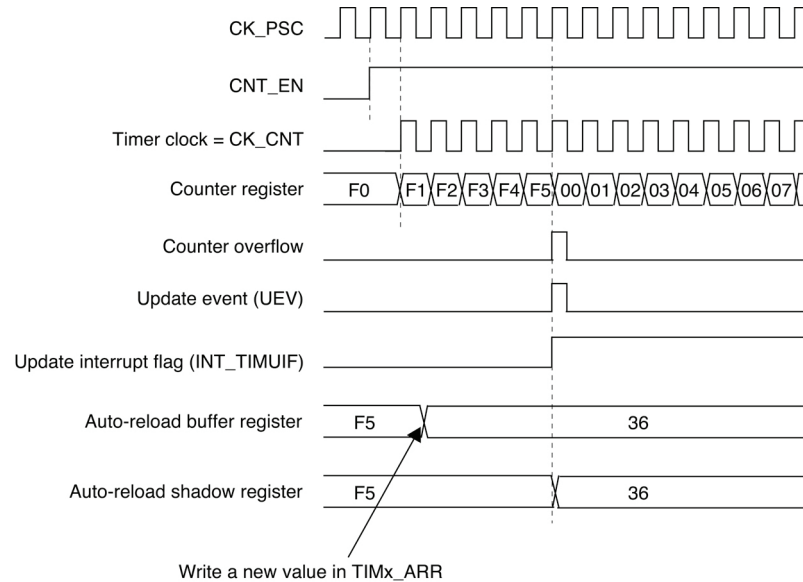 CK_PSC
CNT_EN
Timer clock = CK_CNT
Counter register F0 F1 F2 F3 F4 F5 00 01 02 03 04 05 06 07
Counter overflow
Update event (UEV)
Update interrupt flag (INT_TIMUIF)
Auto-reload buffer register F5 36
Auto-reload shadow register F5 36
Write a new value in TIMx_ARR